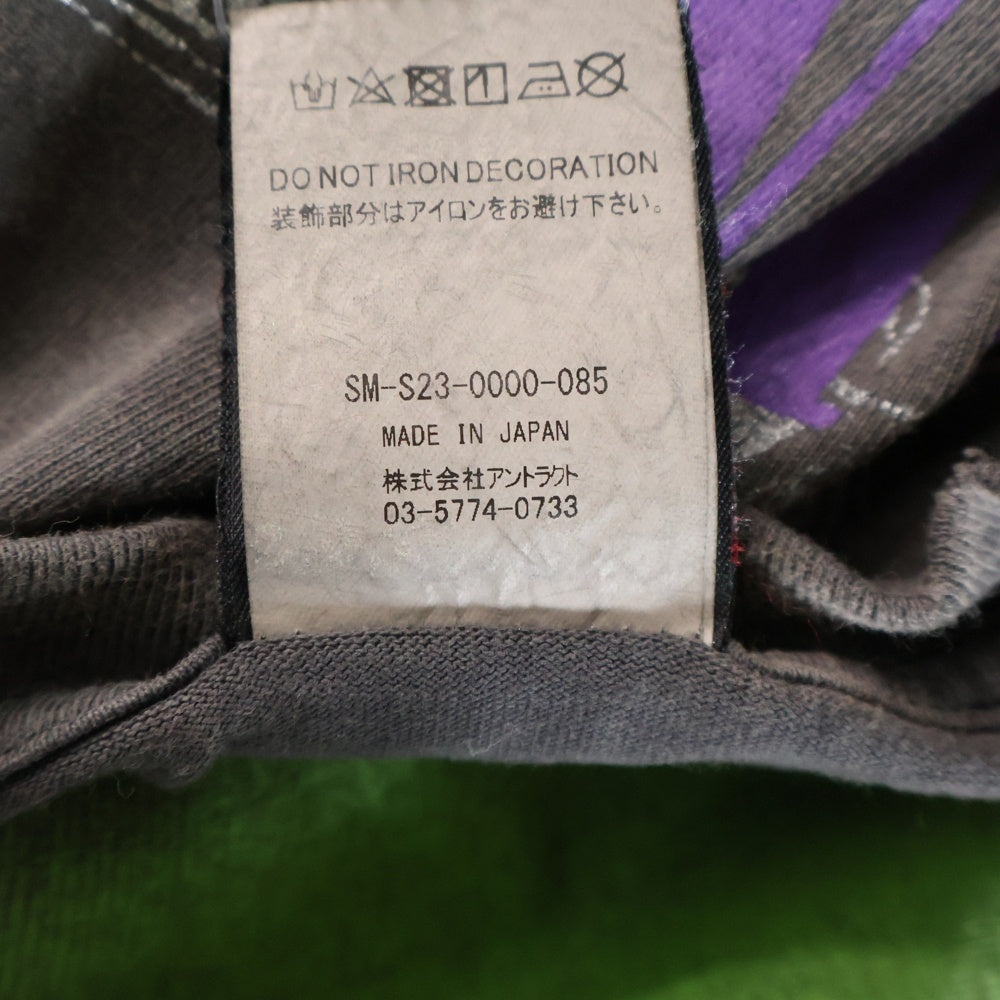 DO NOT IRON DECORATION
装飾部分はアイロンをお避け下さい。
SM-S23-0000-085
MADE IN JAPAN
株式会社アントラクト
03-5774-0733